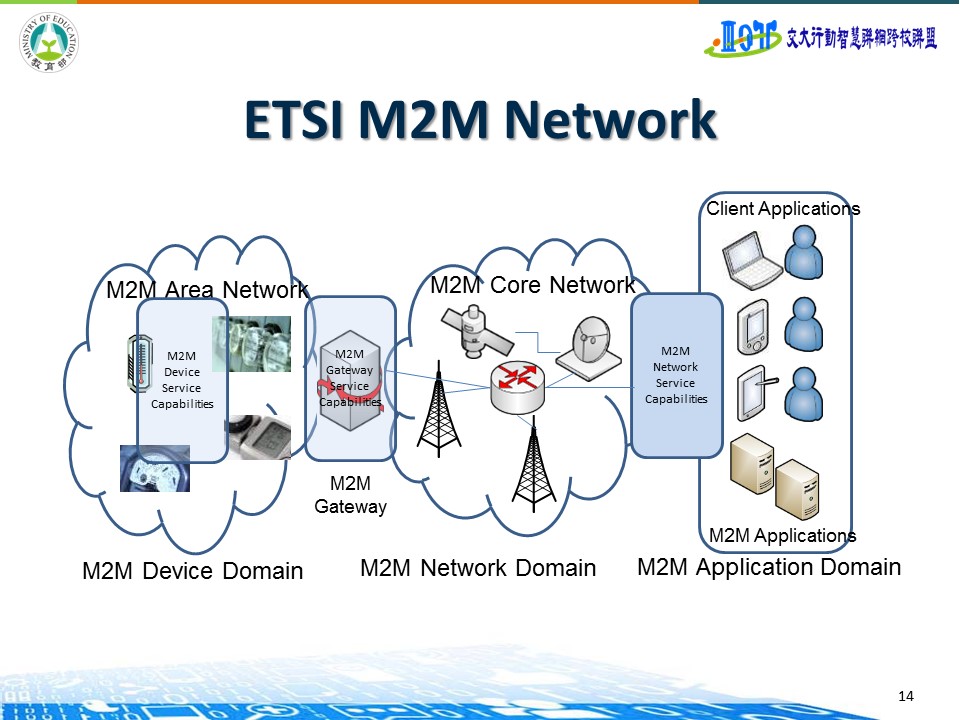 MINISTRY OF EDUCATION
教育部
交大行動智慧聯網跨校聯盟
ETSI M2M Network
Client Applications
M2M Area Network
M2M Core Network
M2M
Device
Service
Capabilities
M2M
Gateway
Service
Capabilities
M2M
Network
Service
Capabilities
M2M
Gateway
M2M Applications
M2M Device Domain
M2M Network Domain
M2M Application Domain
14